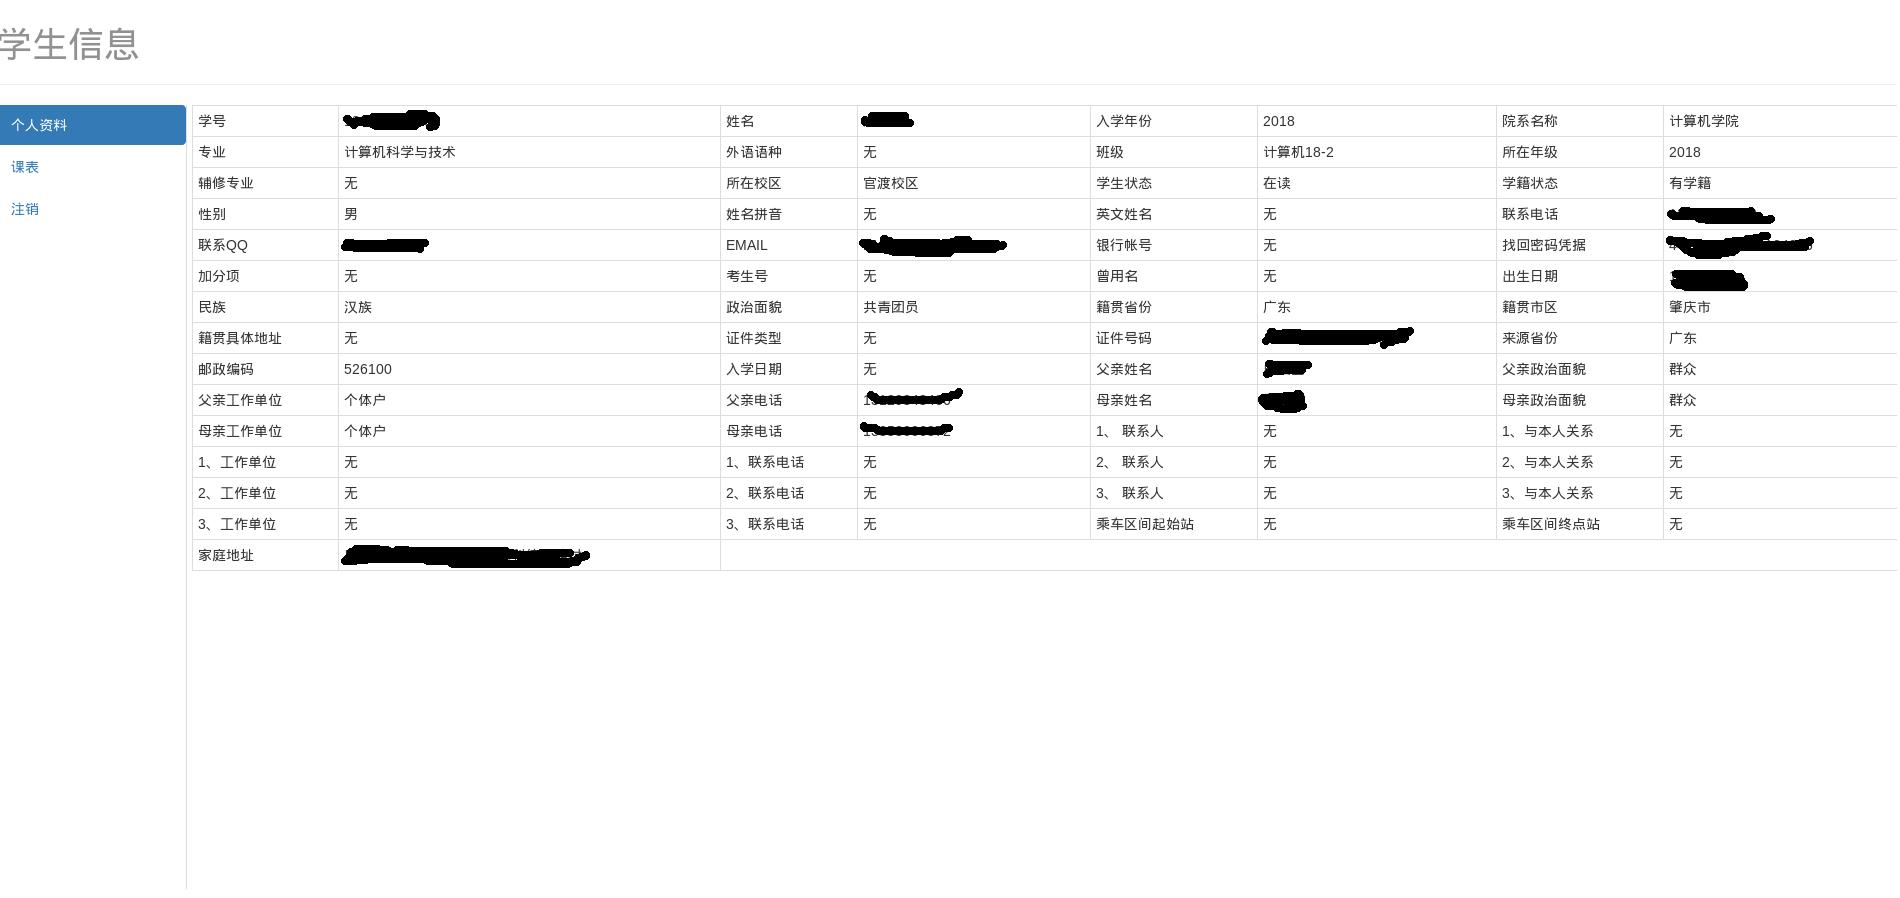 学生信息
个人资料
课表
注销
学号 姓名 入学年份 2018 院系名称 计算机学院
专业 计算机科学与技术 外语语种 无 班级 计算机18-2 所在年级 2018
辅修专业 无 所在校区 官渡校区 学生状态 在读 学籍状态 有学籍
性别 男 姓名拼音 无 英文姓名 无 联系电话
联系QQ EMAIL 银行帐号 无 找回密码凭据
加分项 无 考生号 无 曾用名 无 出生日期
民族 汉族 政治面貌 共青团员 籍贯省份 广东 籍贯市区 肇庆市
籍贯具体地址 无 证件类型 无 证件号码 来源省份 广东
邮政编码 526100 入学日期 无 父亲姓名 父亲政治面貌 群众
父亲工作单位 个体户 父亲电话 母亲姓名 母亲政治面貌 群众
母亲工作单位 个体户 母亲电话 1、 联系人 无 1、与本人关系 无
1、工作单位 无 1、联系电话 无 2、 联系人 无 2、与本人关系 无
2、工作单位 无 2、联系电话 无 3、 联系人 无 3、与本人关系 无
3、工作单位 无 3、联系电话 无 乘车区间起始站 无 乘车区间终点站 无
家庭地址